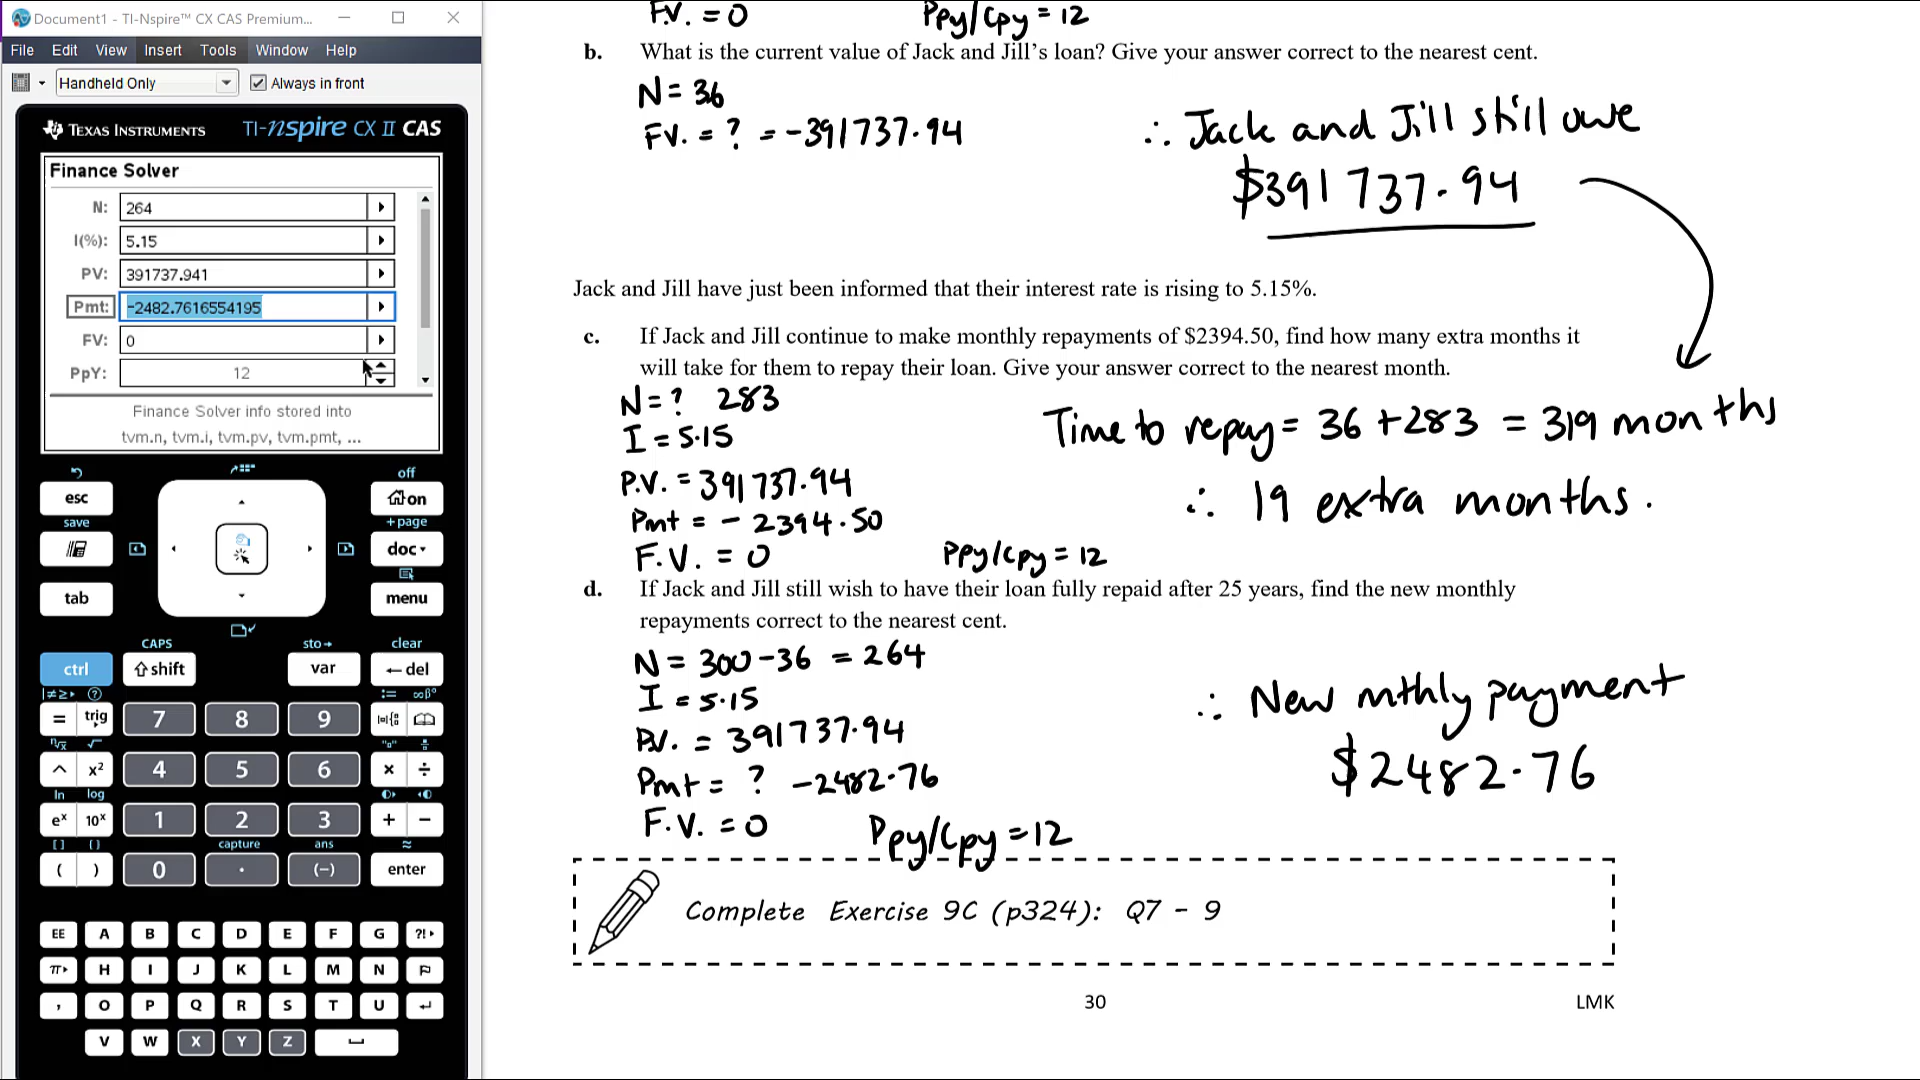 Document1 - TI-Nspire™ CX CAS Premium...
File Edit View Insert Tools Window Help
Handheld Only Always in front
TEXAS INSTRUMENTS TI-nspire CX II CAS
Finance Solver
N: 264
I(%): 5.15
PV: 391737.941
Pmt: -2482.7616554195
FV: 0
PpY: 12
Finance Solver info stored into
tvm.n, tvm.i, tvm.pv, tvm.pmt, ...
off
esc on
save +page
doc
tab menu
CAPS sto→ clear
ctrl shift var ←del
= trig 7 8 9
^ x² 4 5 6 × ÷
ln log
eˣ 10ˣ 1 2 3 + −
[] {} capture ans ≈
( ) 0 . (−) enter
EE A B C D E F G ?!▸
π▸ H I J K L M N
, O P Q R S T U ↵
V W X Y Z
F.V. = 0 Ppy/Cpy = 12
b. What is the current value of Jack and Jill’s loan? Give your answer correct to the nearest cent.
N = 36
FV. = ? = -391737.94
∴ Jack and Jill still owe
$391 737.94
Jack and Jill have just been informed that their interest rate is rising to 5.15%.
c. If Jack and Jill continue to make monthly repayments of $2394.50, find how many extra months it
will take for them to repay their loan. Give your answer correct to the nearest month.
N = ? 283
I = 5.15
P.V. = 391737.94
Pmt = - 2394.50
F.V. = 0 Ppy/Cpy = 12
Time to repay = 36 + 283 = 319 months
∴ 19 extra months.
d. If Jack and Jill still wish to have their loan fully repaid after 25 years, find the new monthly
repayments correct to the nearest cent.
N = 300 - 36 = 264
I = 5.15
P.V. = 391737.94
Pmt = ? -2482.76
F.V. = 0 Ppy/Cpy = 12
∴ New mthly payment
$2482.76
Complete Exercise 9C (p324): Q7 - 9
30 LMK